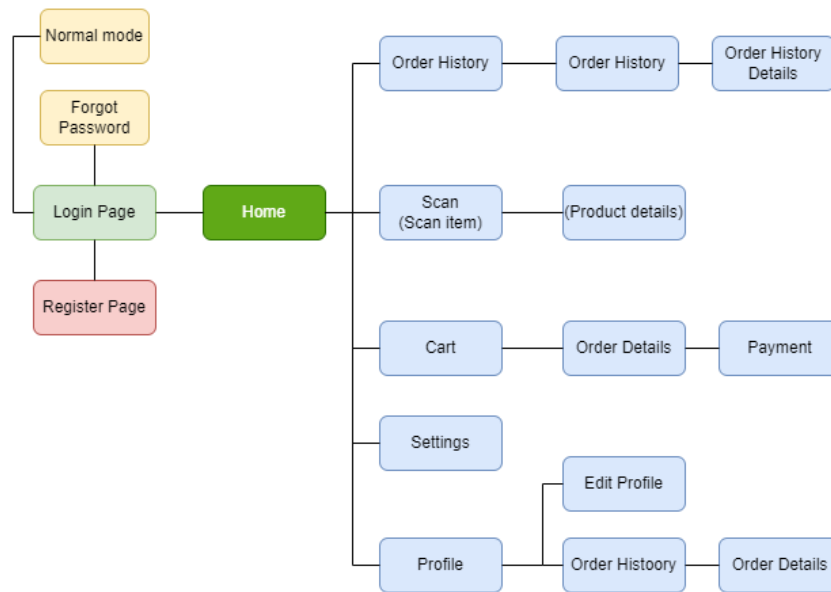 Normal mode
Forgot
Password
Login Page
Register Page
Home
Order History
Order History
Order History
Details
Scan
(Scan item)
(Product details)
Cart
Order Details
Payment
Settings
Profile
Edit Profile
Order Histoory
Order Details